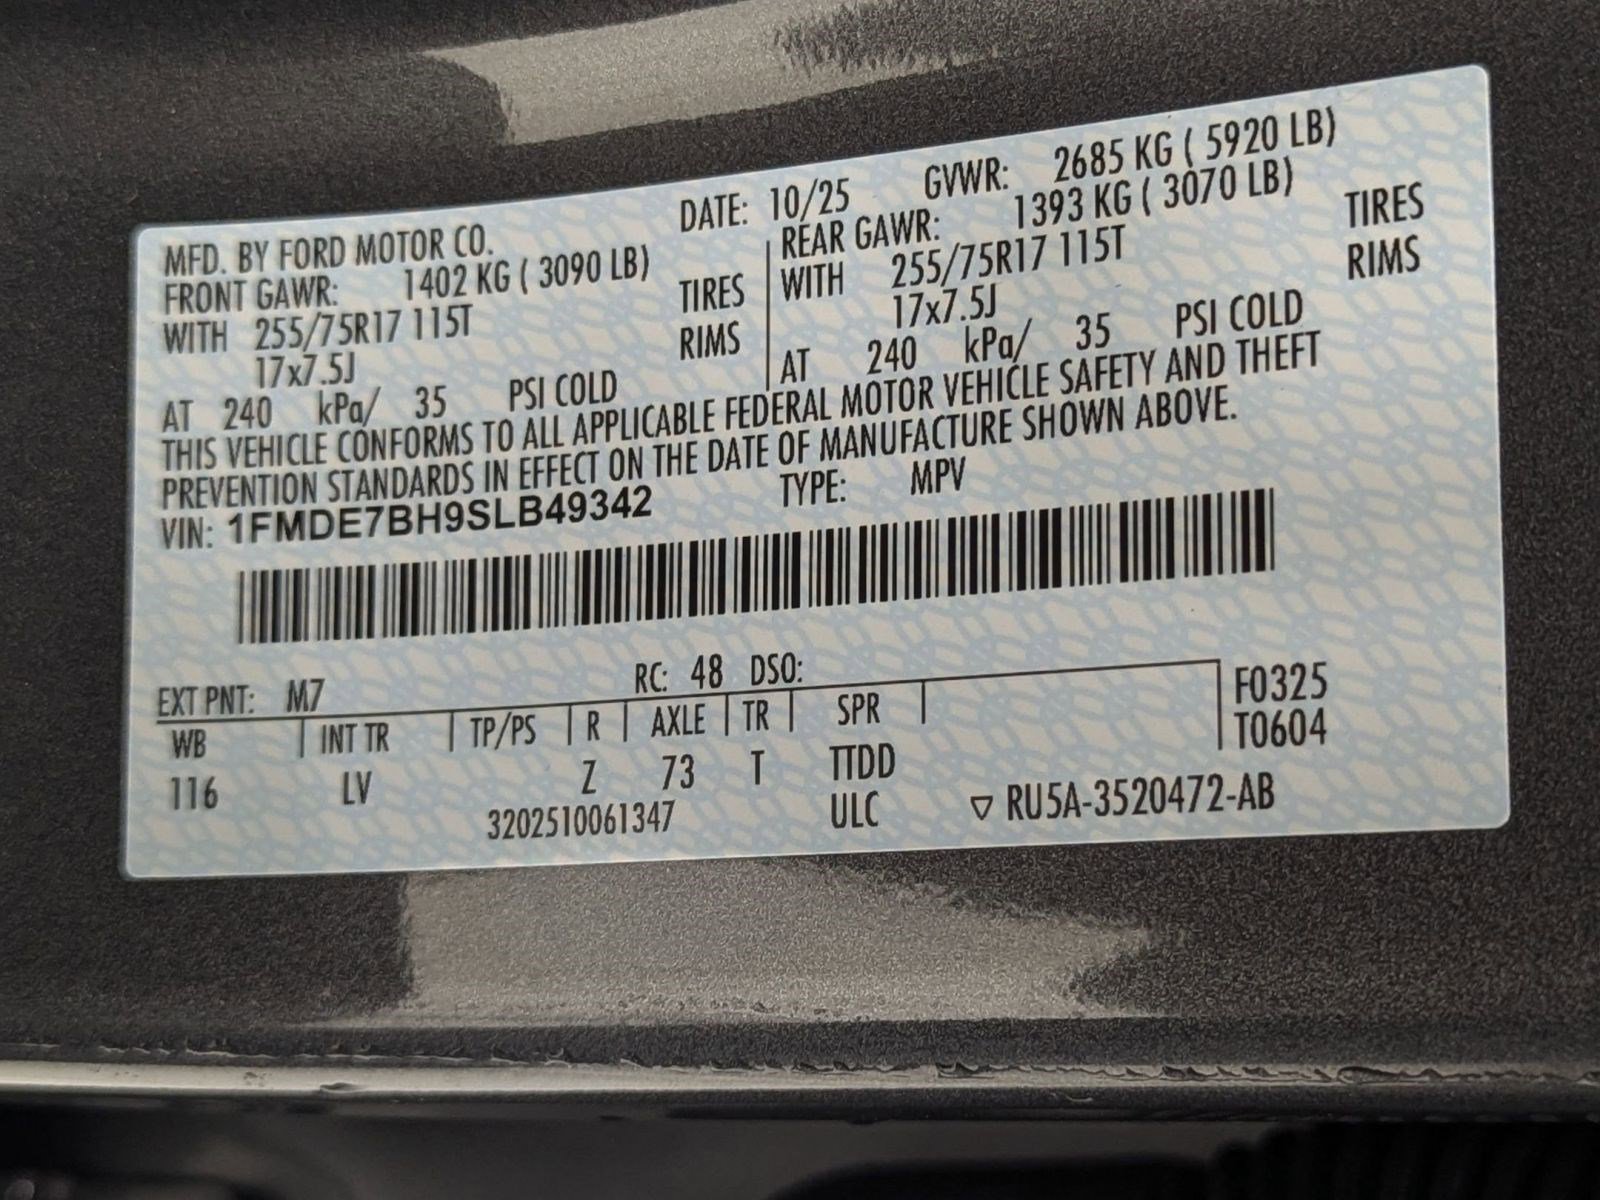 MFD. BY FORD MOTOR CO. DATE: 10/25 GVWR: 2685 KG ( 5920 LB)
FRONT GAWR: 1402 KG ( 3090 LB) REAR GAWR: 1393 KG ( 3070 LB)
WITH 255/75R17 115T TIRES WITH 255/75R17 115T TIRES
17x7.5J RIMS 17x7.5J RIMS
AT 240 kPa/ 35 PSI COLD AT 240 kPa/ 35 PSI COLD
THIS VEHICLE CONFORMS TO ALL APPLICABLE FEDERAL MOTOR VEHICLE SAFETY AND THEFT
PREVENTION STANDARDS IN EFFECT ON THE DATE OF MANUFACTURE SHOWN ABOVE.
VIN: 1FMDE7BH9SLB49342 TYPE: MPV
EXT PNT: M7 RC: 48 DSO:
WB INT TR TP/PS R AXLE TR SPR F0325
T0604
116 LV Z 73 T TTDD
3202510061347 ULC ▽ RU5A-3520472-AB